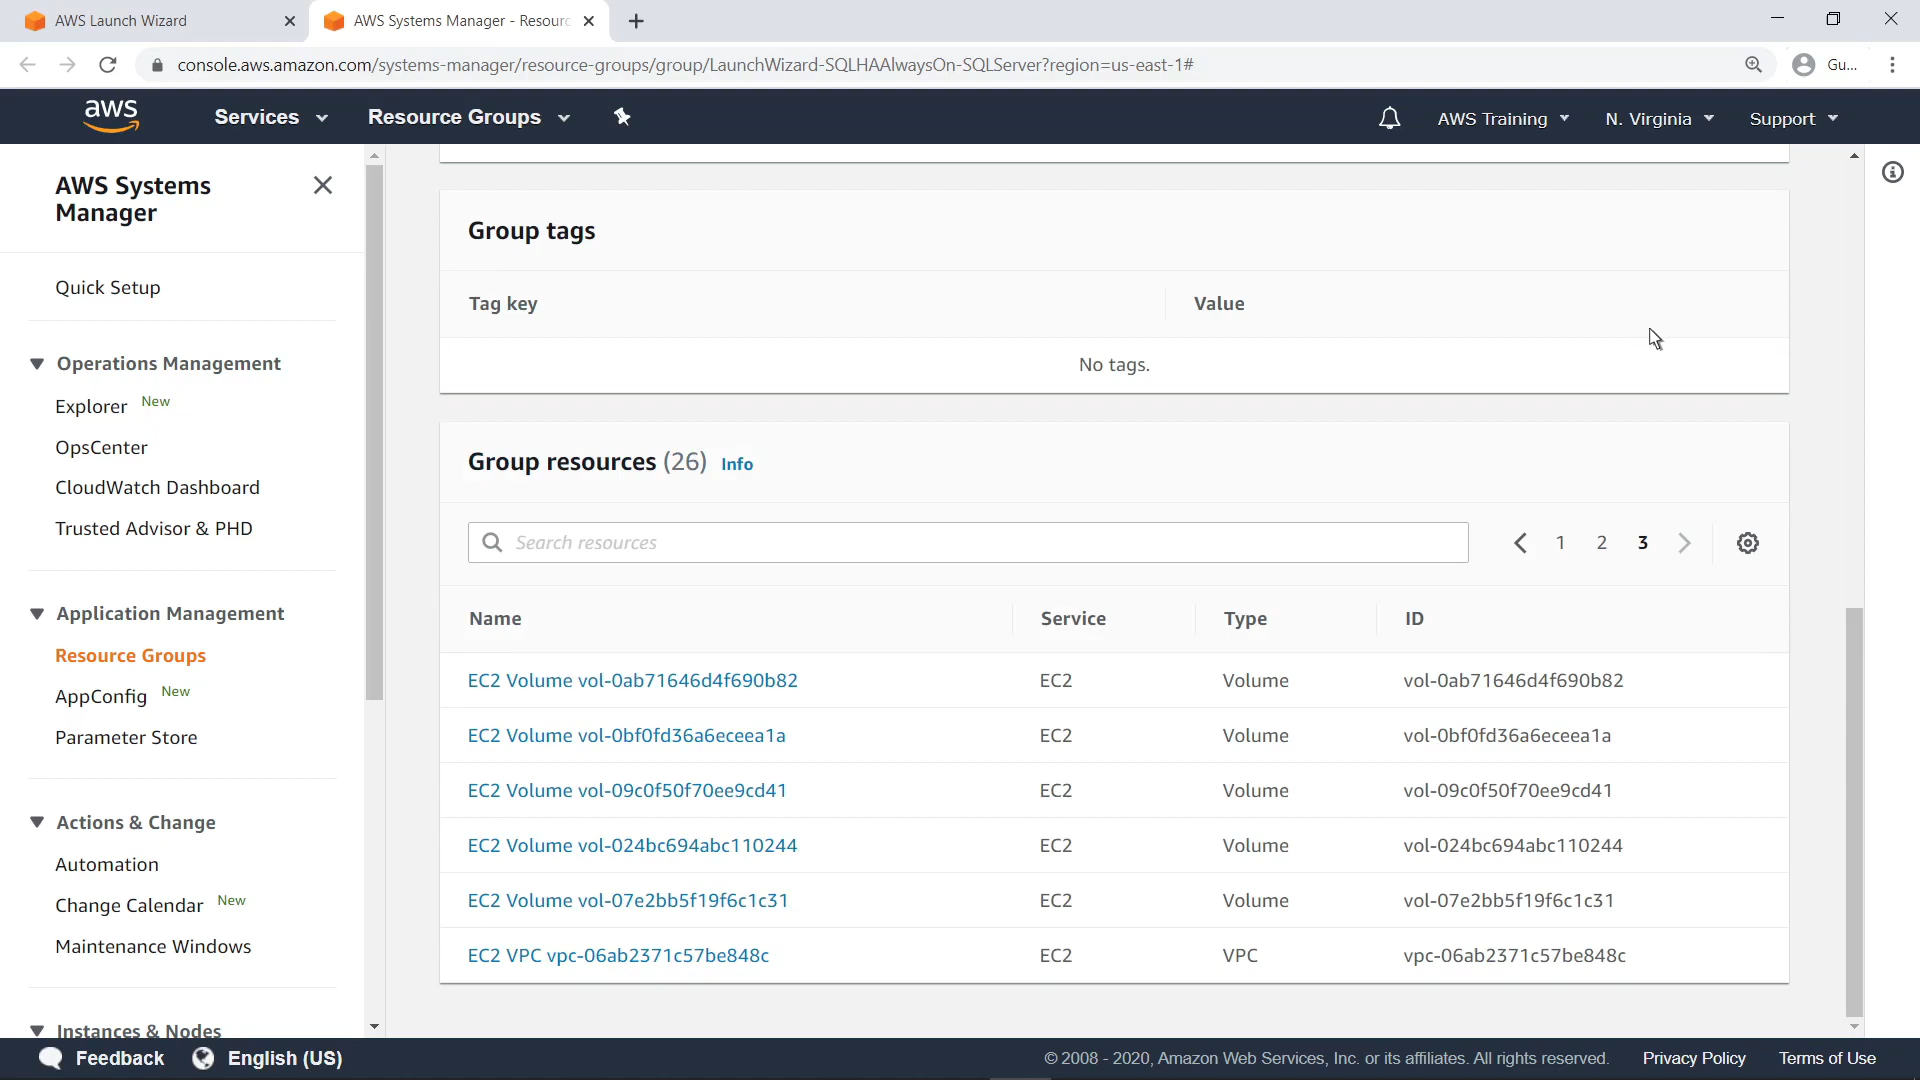 AWS Launch Wizard
AWS Systems Manager - Resourc
console.aws.amazon.com/systems-manager/resource-groups/group/LaunchWizard-SQLHAAlwaysOn-SQLServer?region=us-east-1#
Gu...
aws
Services
Resource Groups
AWS Training
N. Virginia
Support
AWS Systems
Manager
Quick Setup
Operations Management
Explorer New
OpsCenter
CloudWatch Dashboard
Trusted Advisor & PHD
Application Management
Resource Groups
AppConfig New
Parameter Store
Actions & Change
Automation
Change Calendar New
Maintenance Windows
Instances & Nodes
Group tags
Tag key Value
No tags.
Group resources (26) Info
Search resources
1 2 3
Name Service Type ID
EC2 Volume vol-0ab71646d4f690b82 EC2 Volume vol-0ab71646d4f690b82
EC2 Volume vol-0bf0fd36a6eceea1a EC2 Volume vol-0bf0fd36a6eceea1a
EC2 Volume vol-09c0f50f70ee9cd41 EC2 Volume vol-09c0f50f70ee9cd41
EC2 Volume vol-024bc694abc110244 EC2 Volume vol-024bc694abc110244
EC2 Volume vol-07e2bb5f19f6c1c31 EC2 Volume vol-07e2bb5f19f6c1c31
EC2 VPC vpc-06ab2371c57be848c EC2 VPC vpc-06ab2371c57be848c
Feedback
English (US)
© 2008 - 2020, Amazon Web Services, Inc. or its affiliates. All rights reserved.
Privacy Policy
Terms of Use